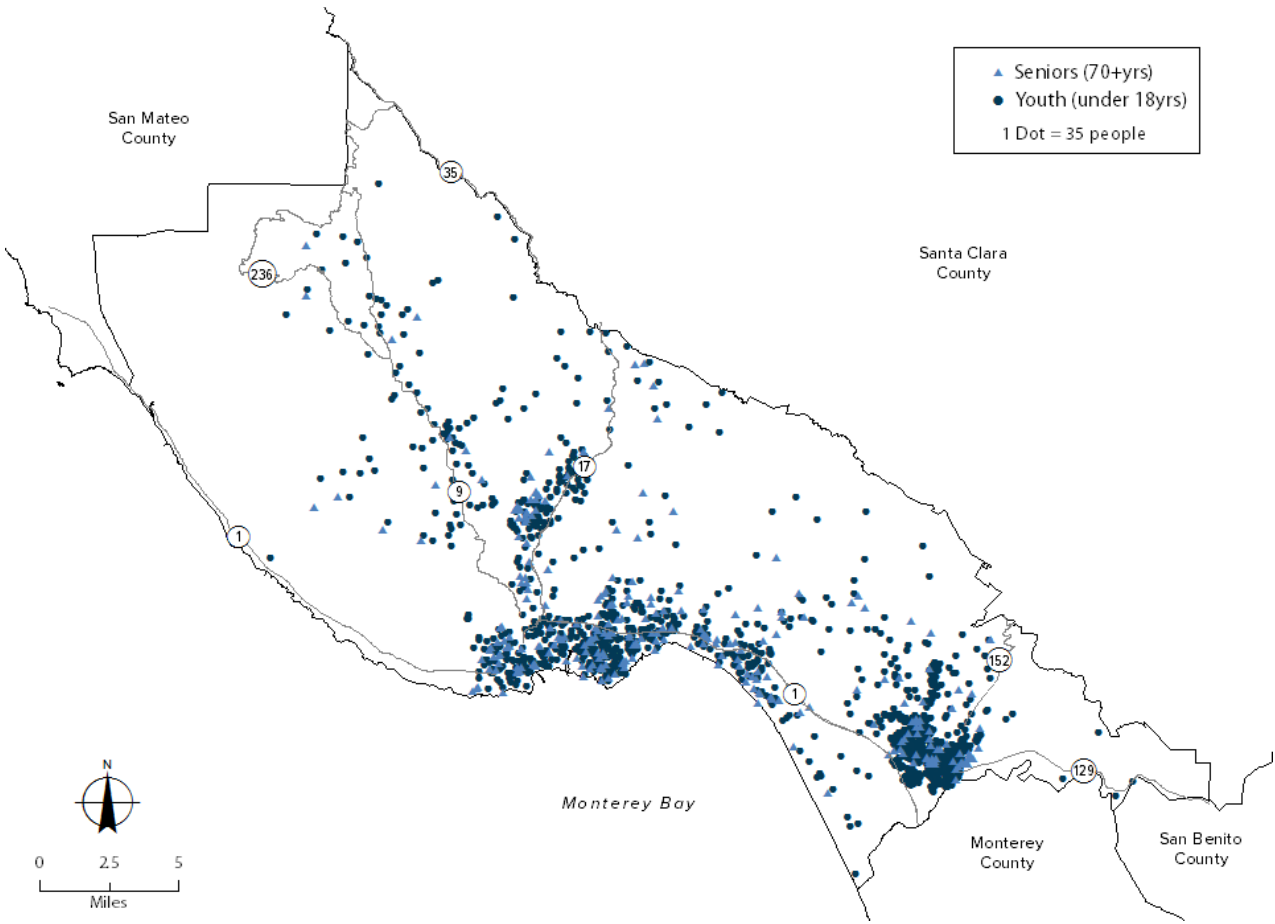 Seniors (70+yrs)
Youth (under 18yrs)
1 Dot = 35 people
San Mateo
County
35
Santa Clara
County
236
17
9
1
152
1
129
N
Monterey Bay
Monterey
County
San Benito
County
0 2.5 5
Miles